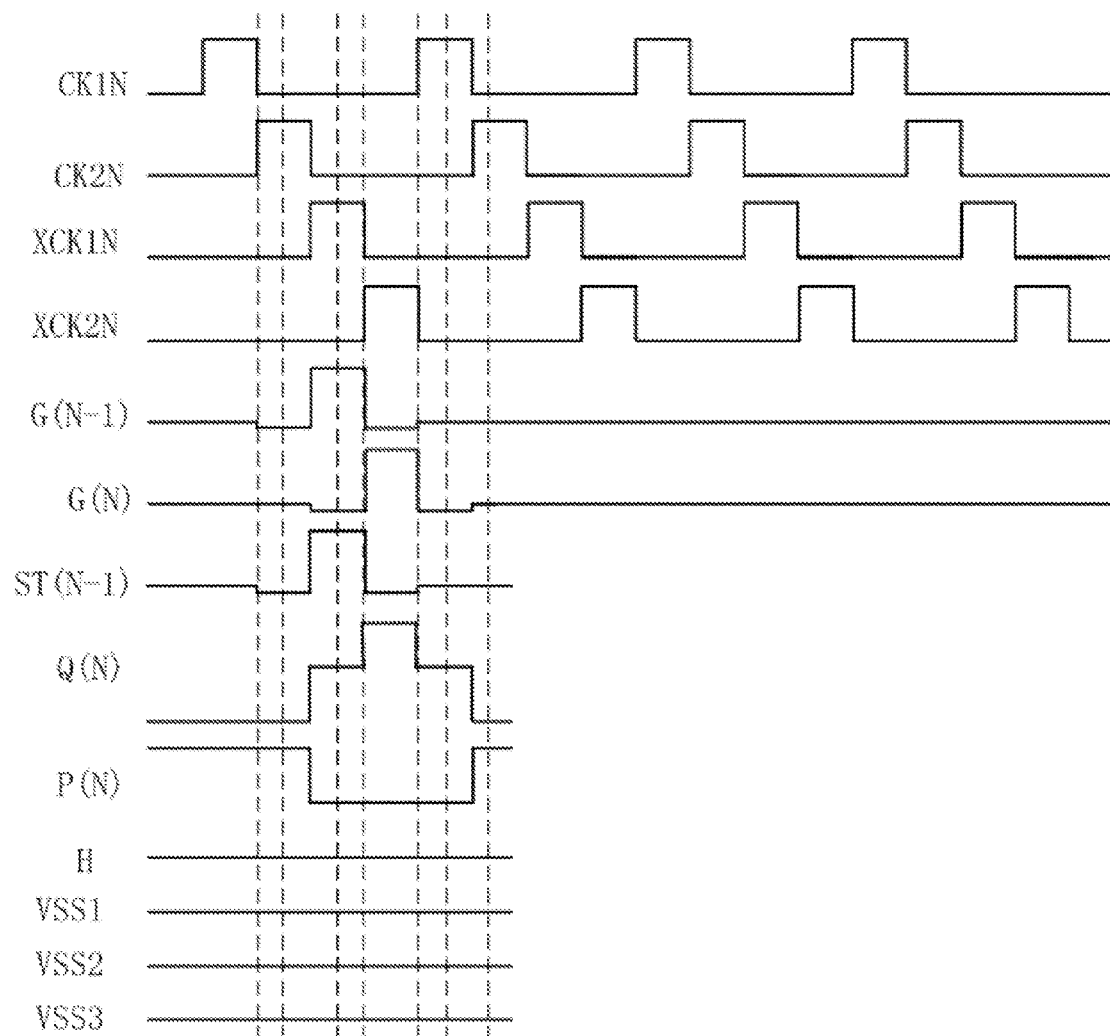 CK1N
CK2N
XCK1N
XCK2N
G(N-1)
G(N)
ST(N-1)
Q(N)
P(N)
H
VSS1
VSS2
VSS3